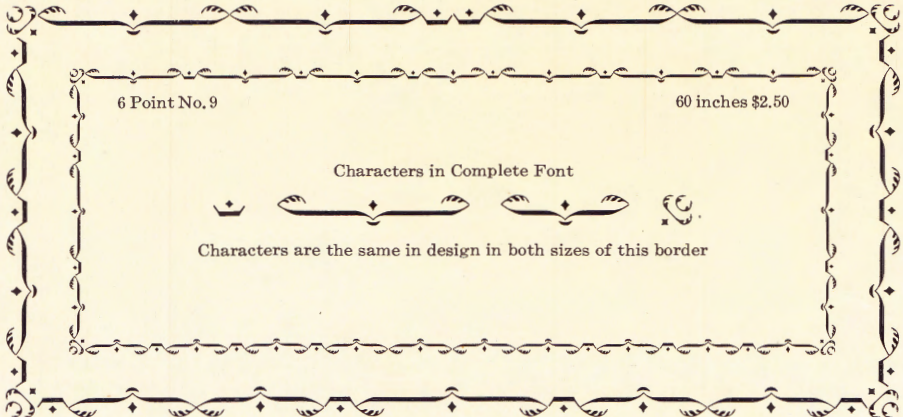 6 Point No. 9
60 inches $2.50
Characters in Complete Font
Characters are the same in design in both sizes of this border